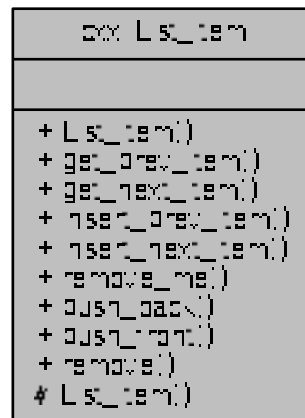 cxx List_item
+ List_item()
+ get_prev_item()
+ get_next_item()
+ insert_prev_item()
+ insert_next_item()
+ remove_me()
+ push_back()
+ push_front()
+ remove()
# List_item()